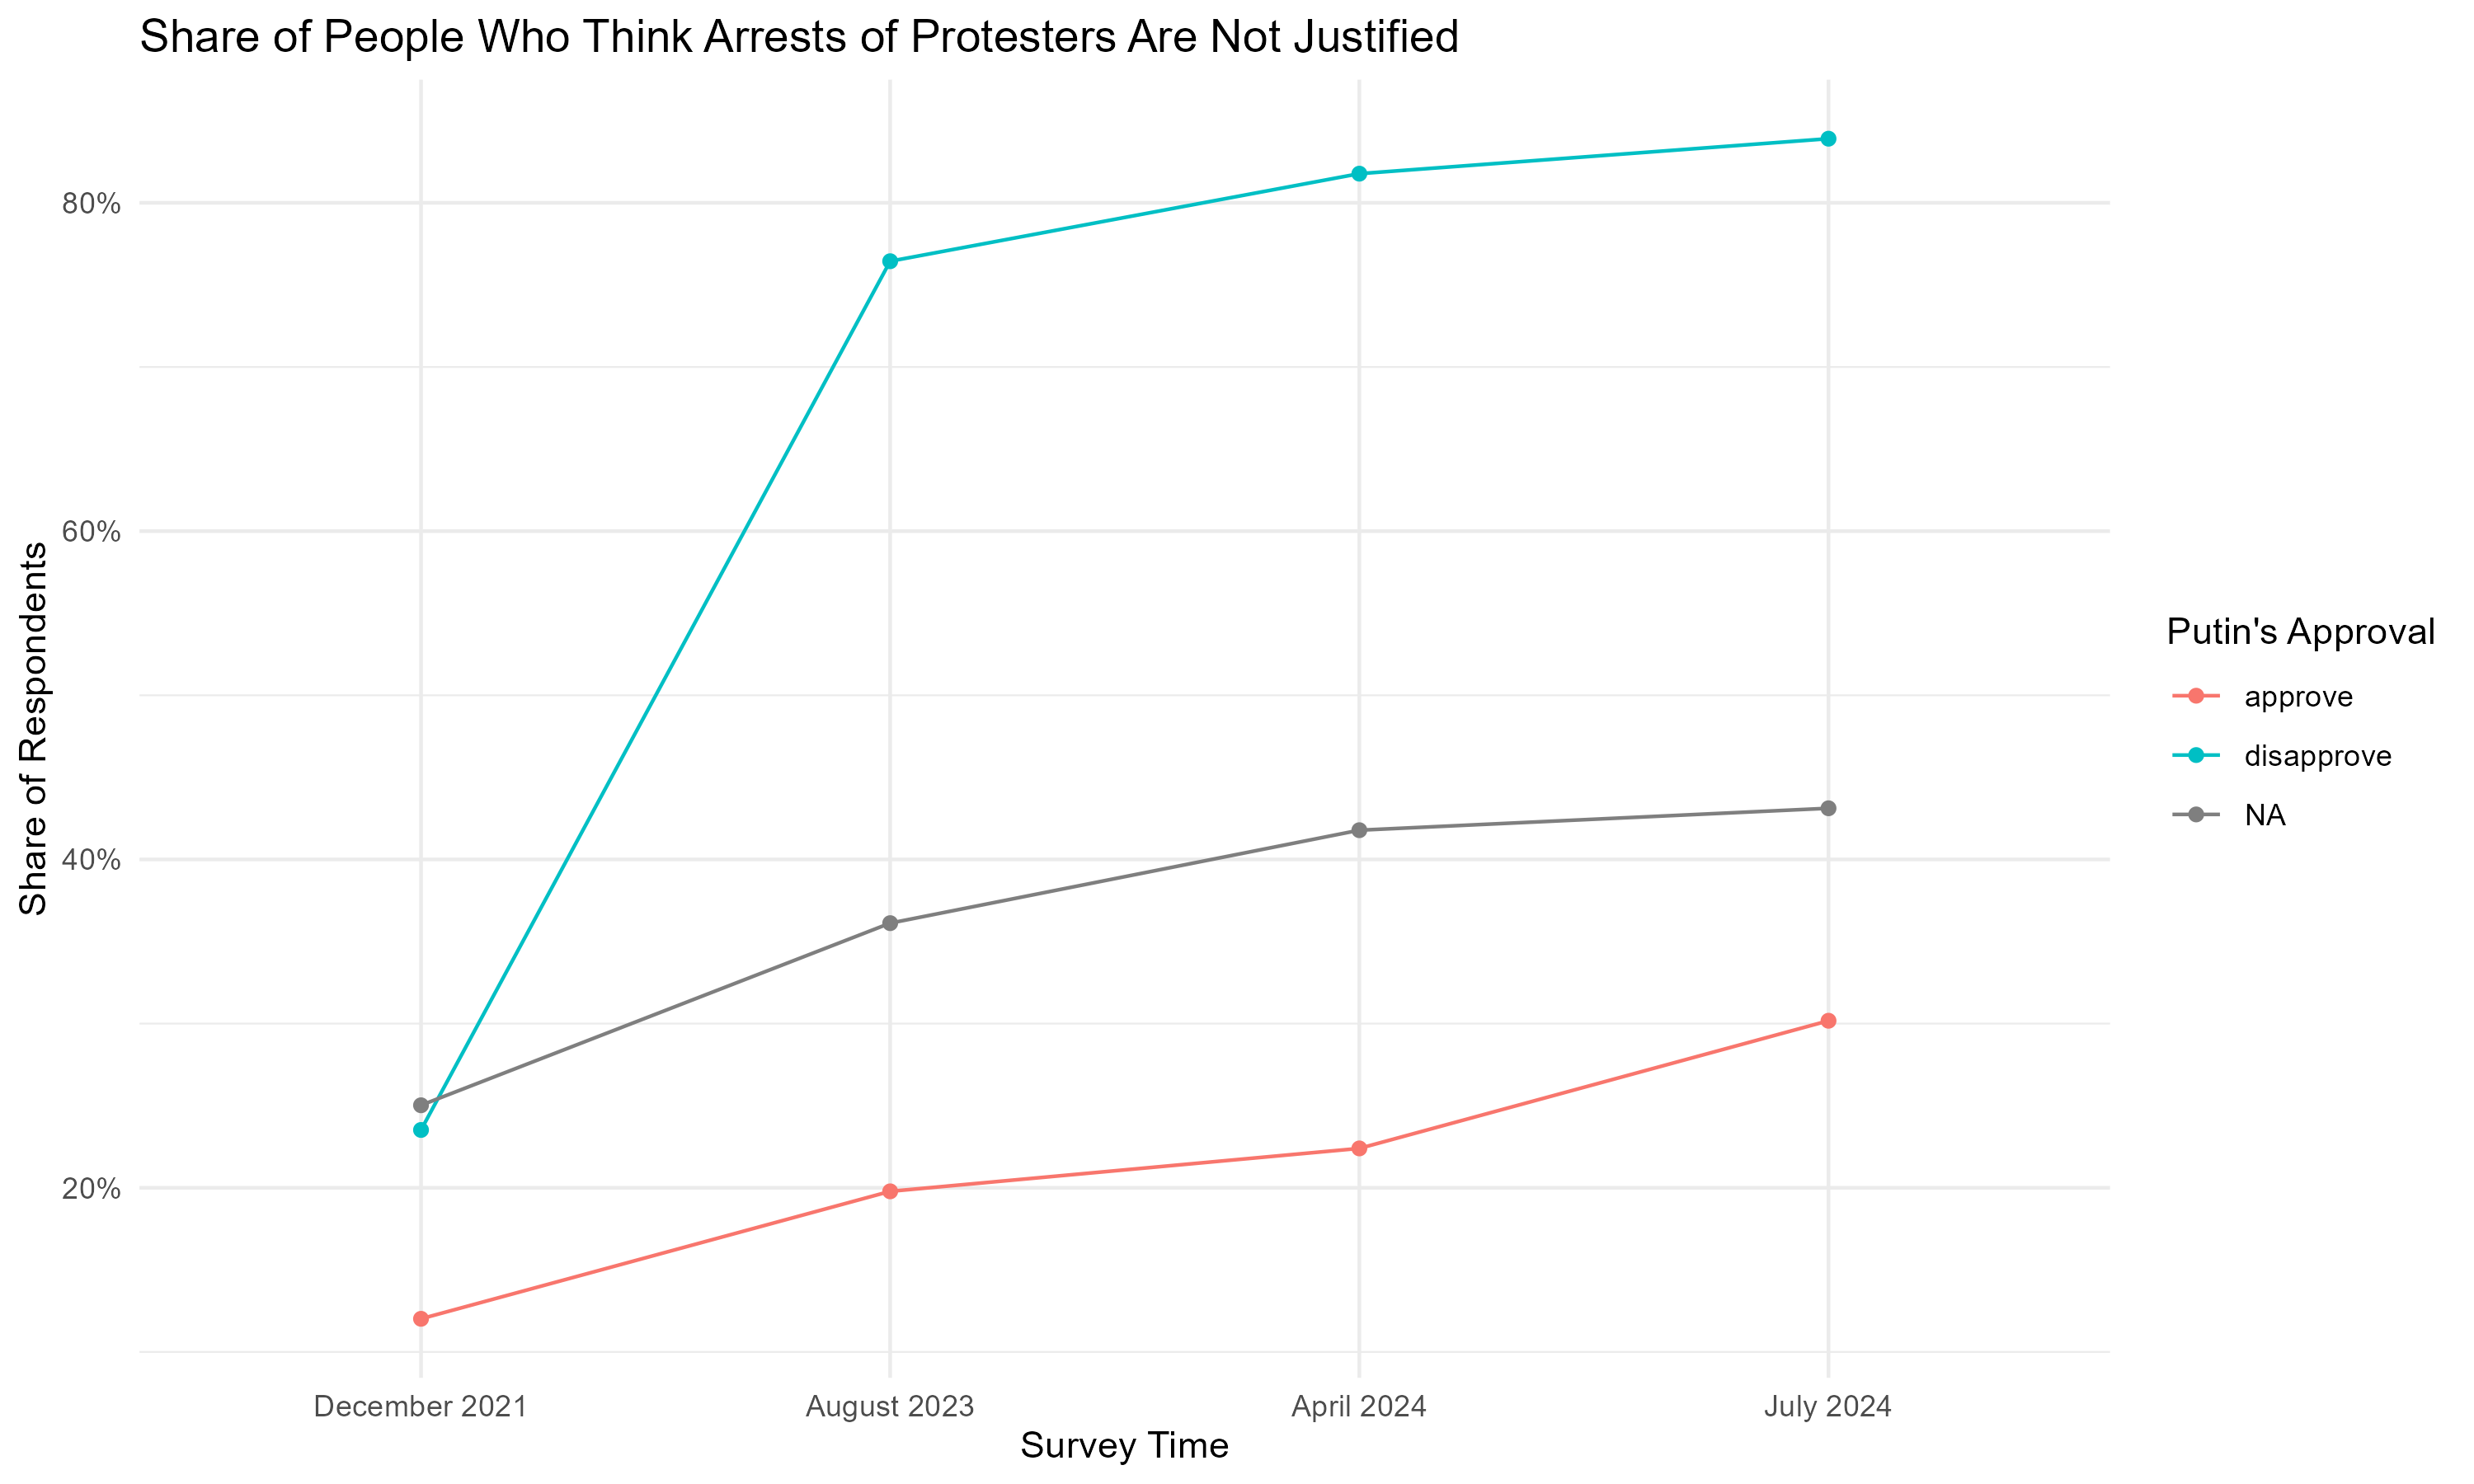 Share of People Who Think Arrests of Protesters Are Not Justified
Share of Respondents
80%
60%
40%
20%
December 2021
August 2023
April 2024
July 2024
Survey Time
Putin's Approval
approve
disapprove
NA